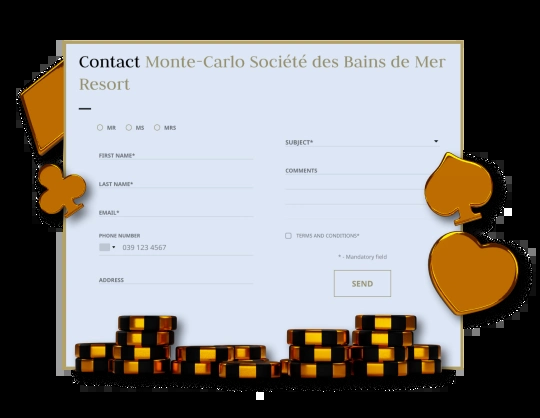 Contact Monte-Carlo Société des Bains de Mer
Resort
MR MS MRS
FIRST NAME*
LAST NAME*
EMAIL*
PHONE NUMBER
039 123 4567
ADDRESS
SUBJECT*
COMMENTS
TERMS AND CONDITIONS*
* - Mandatory field
SEND